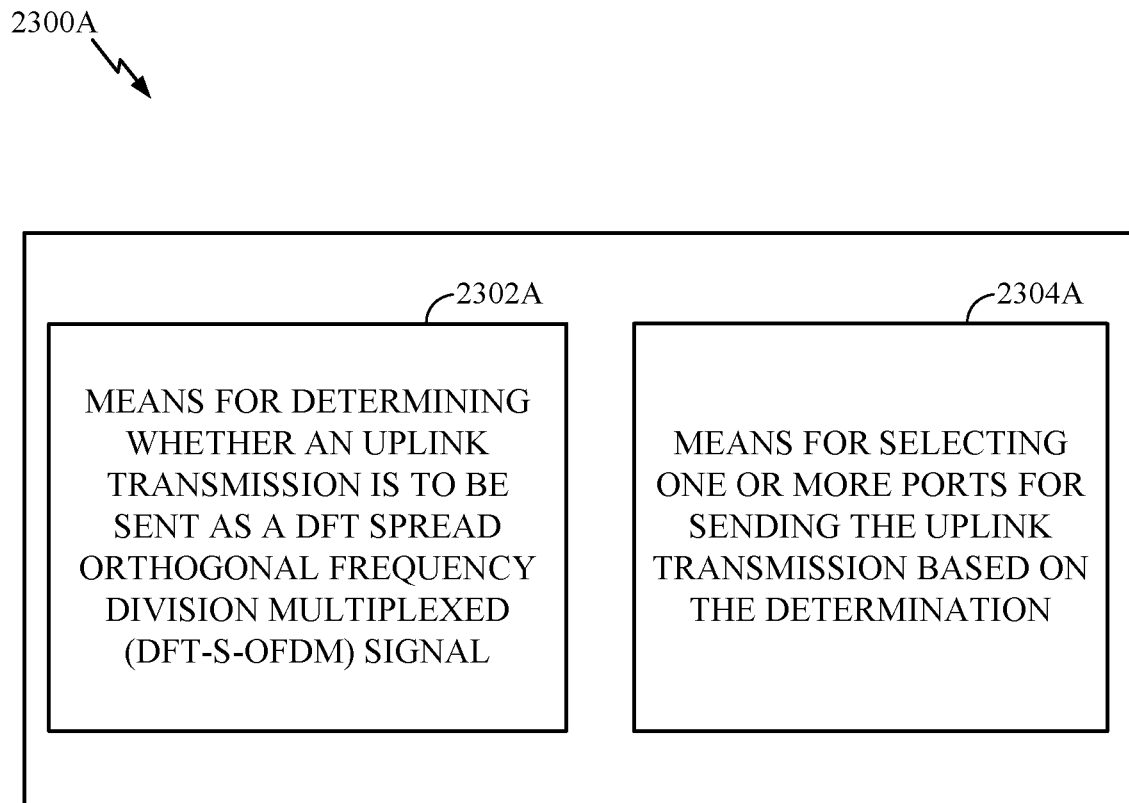 2300A
2302A
MEANS FOR DETERMINING
WHETHER AN UPLINK
TRANSMISSION IS TO BE
SENT AS A DFT SPREAD
ORTHOGONAL FREQUENCY
DIVISION MULTIPLEXED
(DFT-S-OFDM) SIGNAL
2304A
MEANS FOR SELECTING
ONE OR MORE PORTS FOR
SENDING THE UPLINK
TRANSMISSION BASED ON
THE DETERMINATION